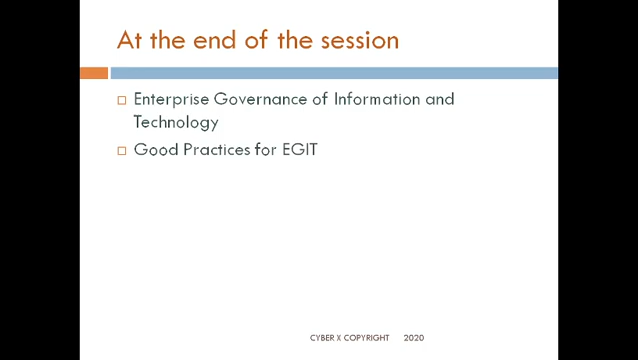 At the end of the session
Enterprise Governance of Information and
Technology
Good Practices for EGIT
CYBER X COPYRIGHT 2020